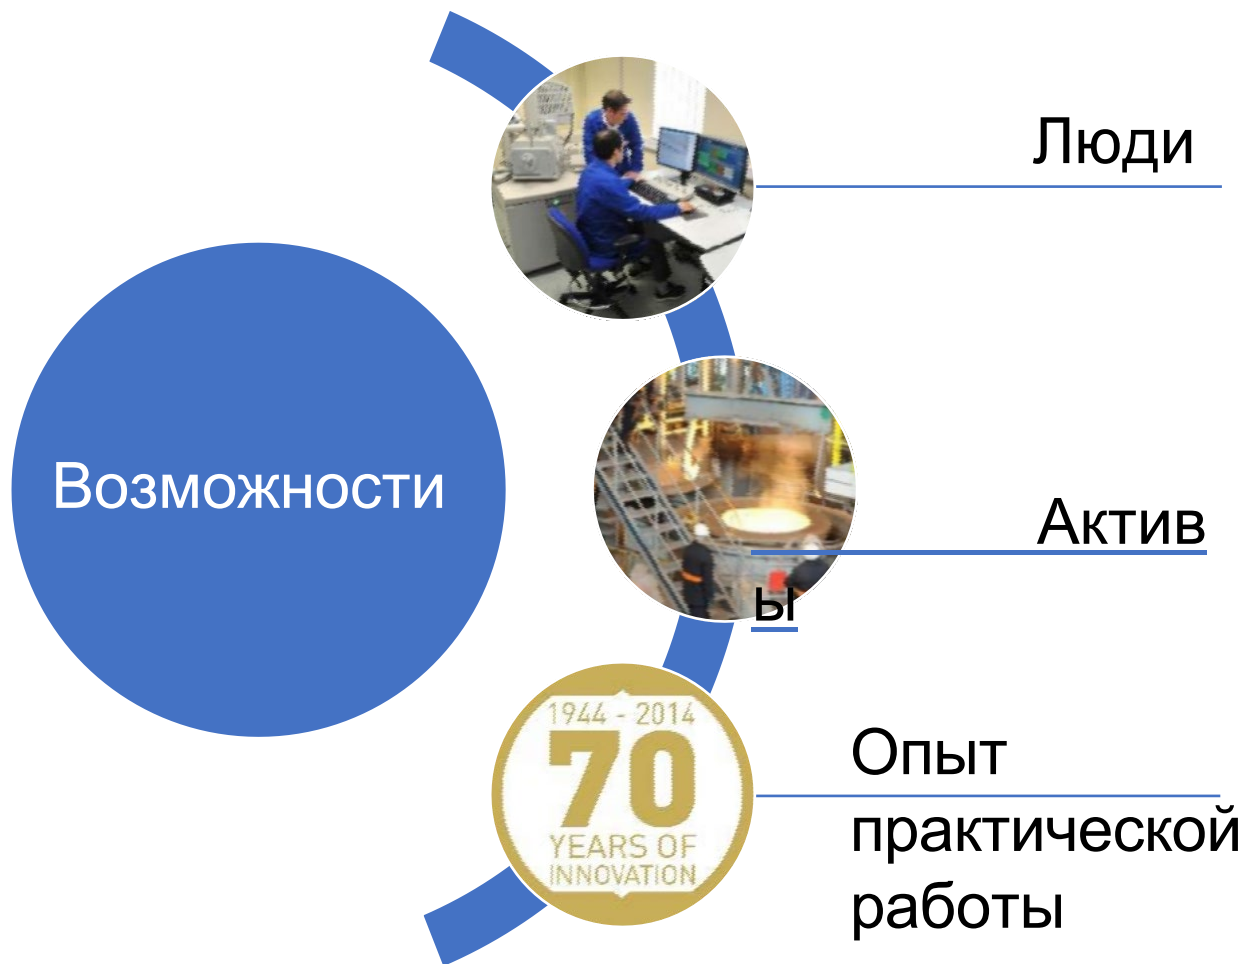 Люди
Возможности
Актив
ы
1944 - 2014
70
YEARS OF
INNOVATION
Опыт
практической
работы